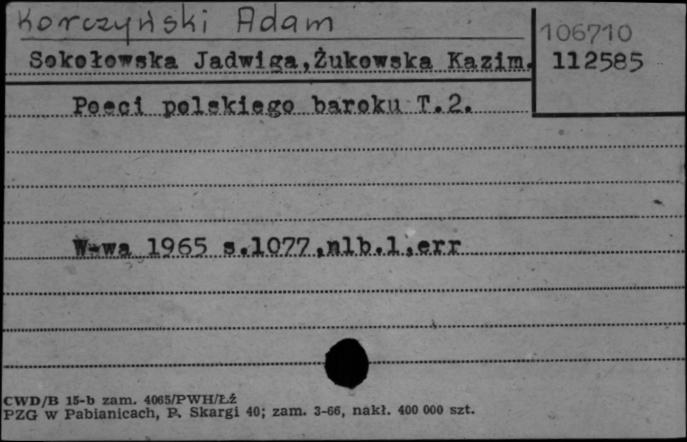 Korczyński Adam
106710
Sokołowska Jadwiga,Żukowska Kazim.
112585
Poeci polskiego baroku T.2.
W-wa 1965 s.1077,nlb.1,err
CWD/B 15-b zam. 4065/PWH/Łź
PZG w Pabianicach, P. Skargi 40; zam. 3-66, nakł. 400 000 szt.